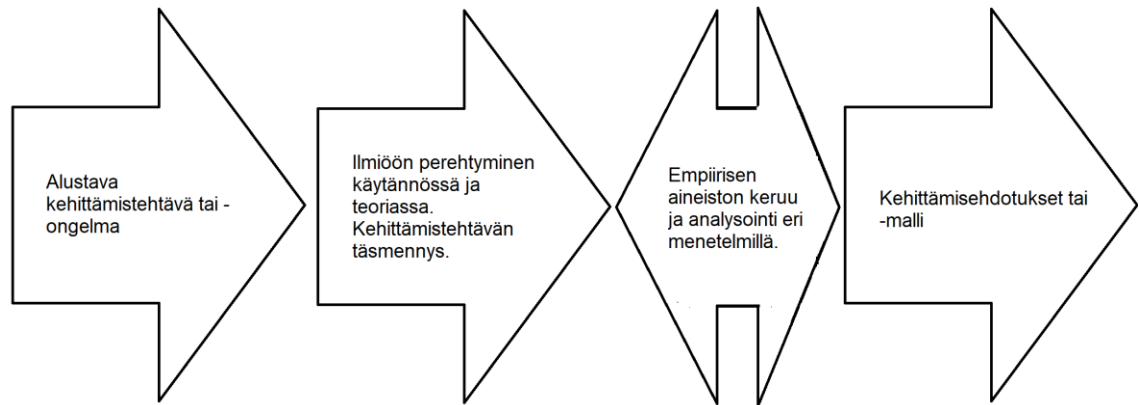 Alustava
kehittämistehtävä tai -
ongelma
Ilmiöön perehtyminen
käytännössä ja
teoriassa.
Kehittämistehtävän
täsmennys.
Empiirisen
aineiston keruu
ja analysointi eri
menetelmillä.
Kehittämisehdotukset tai
-malli